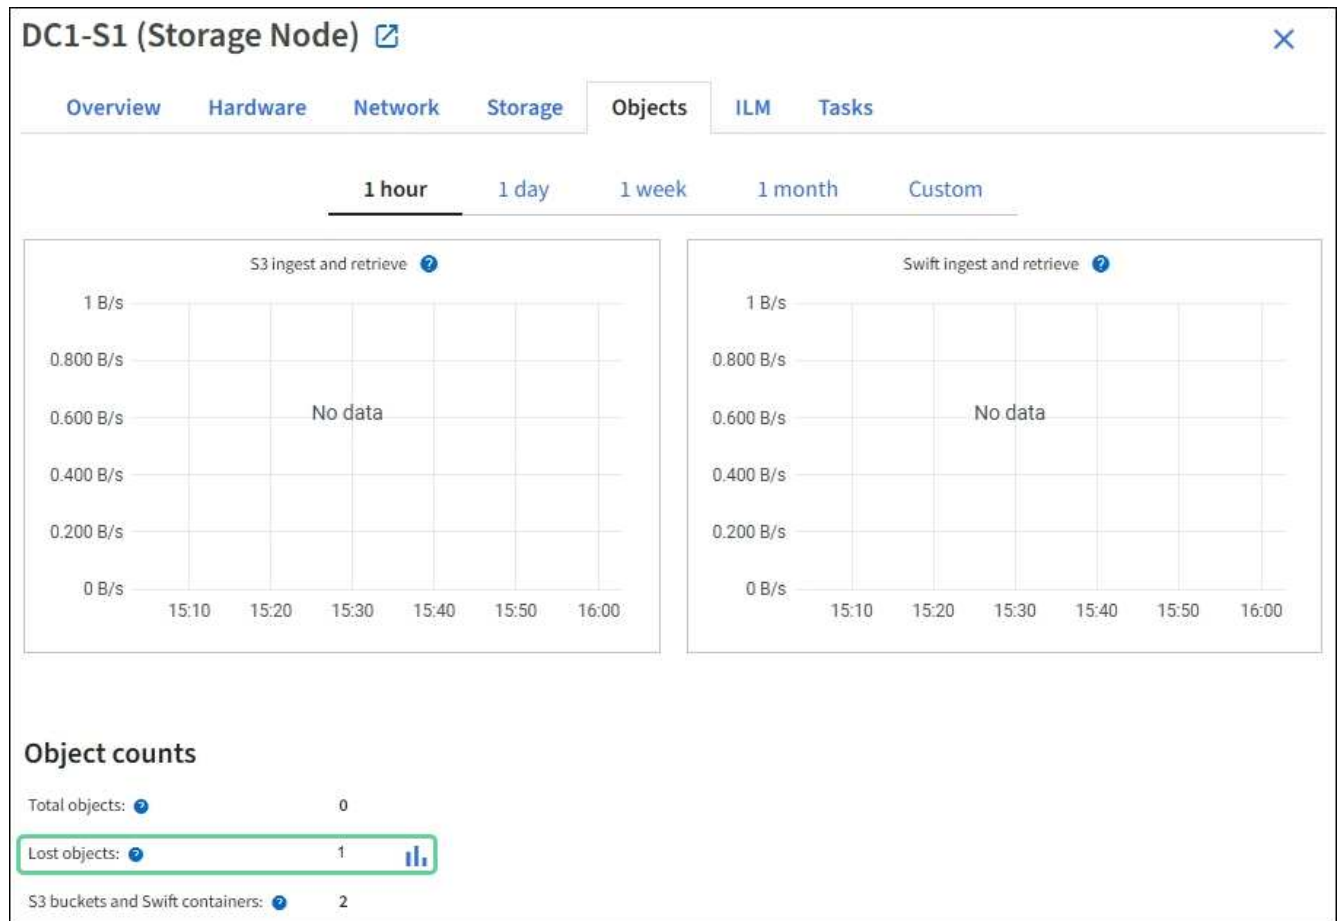 DC1-S1 (Storage Node)
Overview Hardware Network Storage Objects ILM Tasks
1 hour 1 day 1 week 1 month Custom
S3 ingest and retrieve
1 B/s
0.800 B/s
0.600 B/s
0.400 B/s
0.200 B/s
0 B/s
No data
15:10 15:20 15:30 15:40 15:50 16:00
Swift ingest and retrieve
1 B/s
0.800 B/s
0.600 B/s
0.400 B/s
0.200 B/s
0 B/s
No data
15:10 15:20 15:30 15:40 15:50 16:00
Object counts
Total objects: 0
Lost objects: 1
S3 buckets and Swift containers: 2